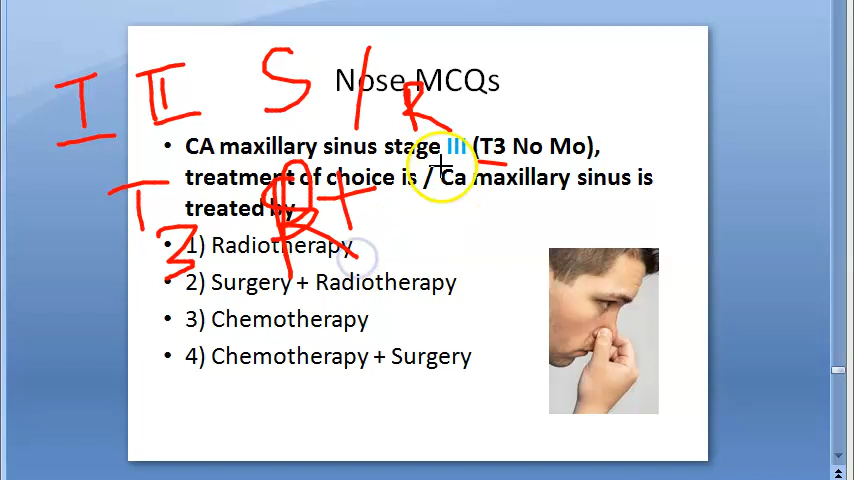 I II S / R
Nose MCQs
CA maxillary sinus stage III (T3 No Mo),
treatment of choice is / Ca maxillary sinus is
treated by
T3 R+
• 1) Radiotherapy
• 2) Surgery + Radiotherapy
• 3) Chemotherapy
• 4) Chemotherapy + Surgery